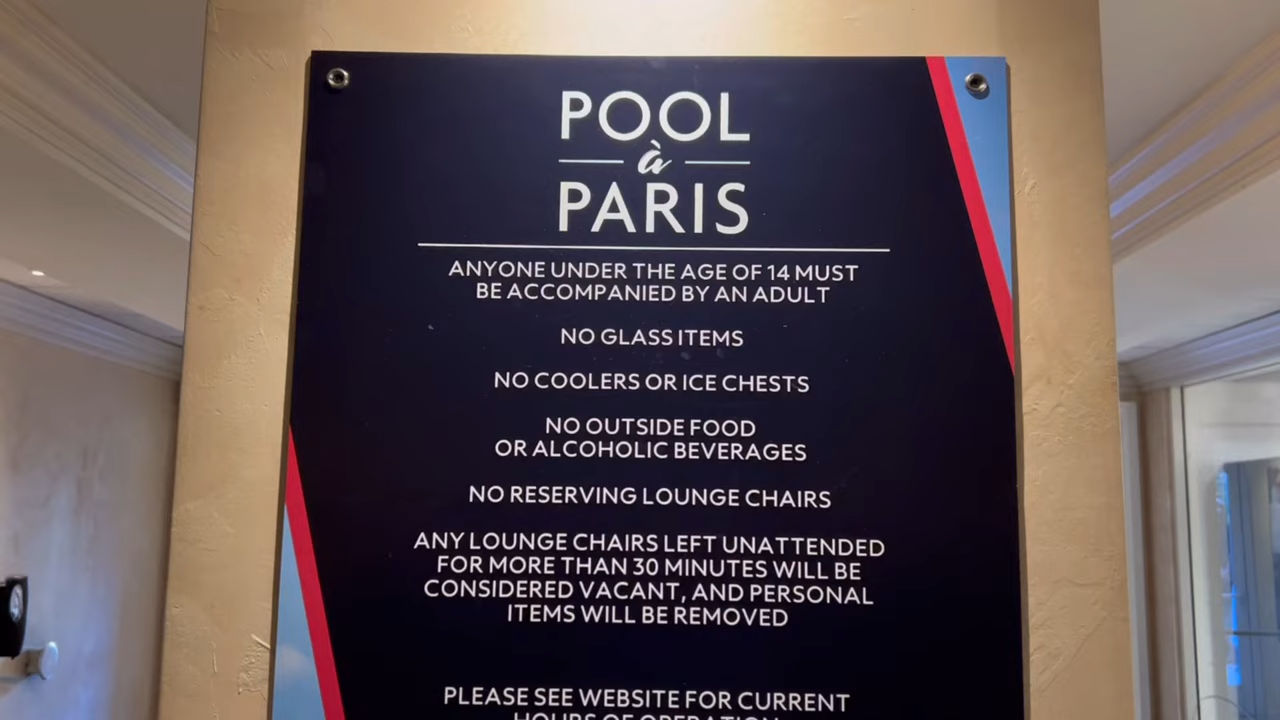 POOL
à
PARIS
ANYONE UNDER THE AGE OF 14 MUST
BE ACCOMPANIED BY AN ADULT
NO GLASS ITEMS
NO COOLERS OR ICE CHESTS
NO OUTSIDE FOOD
OR ALCOHOLIC BEVERAGES
NO RESERVING LOUNGE CHAIRS
ANY LOUNGE CHAIRS LEFT UNATTENDED
FOR MORE THAN 30 MINUTES WILL BE
CONSIDERED VACANT, AND PERSONAL
ITEMS WILL BE REMOVED
PLEASE SEE WEBSITE FOR CURRENT
HOURS OF OPERATION